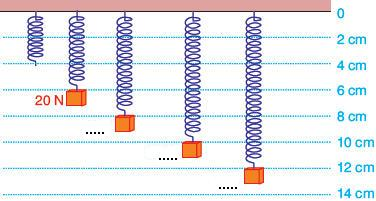 0
2 cm
4 cm
6 cm
20 N
8 cm
.....
10 cm
.....
12 cm
.....
14 cm